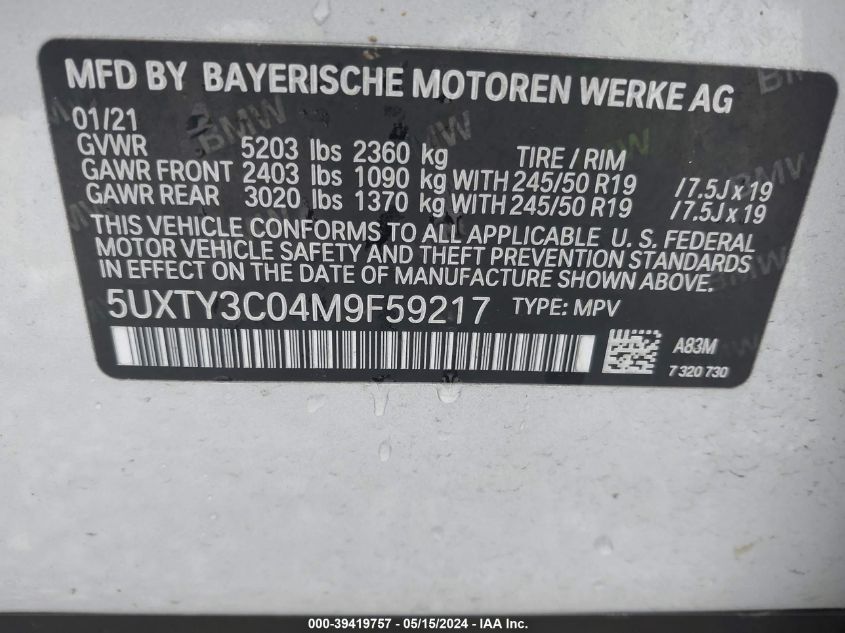 MFD BY BAYERISCHE MOTOREN WERKE AG
01/21
GVWR 5203 lbs 2360 kg TIRE / RIM
GAWR FRONT 2403 lbs 1090 kg WITH 245/50 R19 /7.5J x 19
GAWR REAR 3020 lbs 1370 kg WITH 245/50 R19 /7.5J x 19
THIS VEHICLE CONFORMS TO ALL APPLICABLE U. S. FEDERAL
MOTOR VEHICLE SAFETY AND THEFT PREVENTION STANDARDS
IN EFFECT ON THE DATE OF MANUFACTURE SHOWN ABOVE.
5UXTY3C04M9F59217 TYPE: MPV
A83M
7 320 730
000-39419757 - 05/15/2024 - IAA Inc.